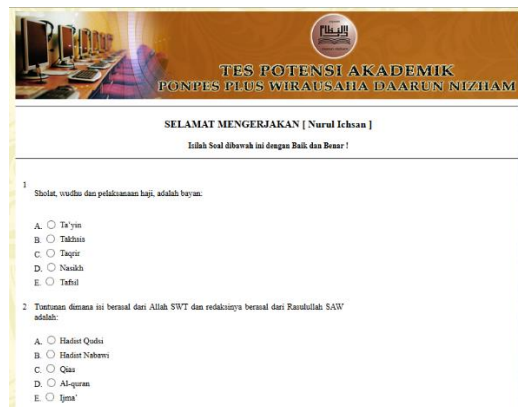 TES POTENSI AKADEMIK
PONPES PLUS WIRAUSAHA DAARUN NIZHAM
SELAMAT MENGERJAKAN [ Nurul Ichsan ]
Isilah Soal dibawah ini dengan Baik dan Benar !
1
Sholat, wudhu dan pelaksanaan haji, adalah bayan:
A. Ta'yin
B. Takhsis
C. Taqrir
D. Nasikh
E. Tafsil
2 Tuntunan dimana isi berasal dari Allah SWT dan redaksinya berasal dari Rasulullah SAW
adalah:
A. Hadist Qudsi
B. Hadist Nabawi
C. Qias
D. Al-quran
E. Ijma'